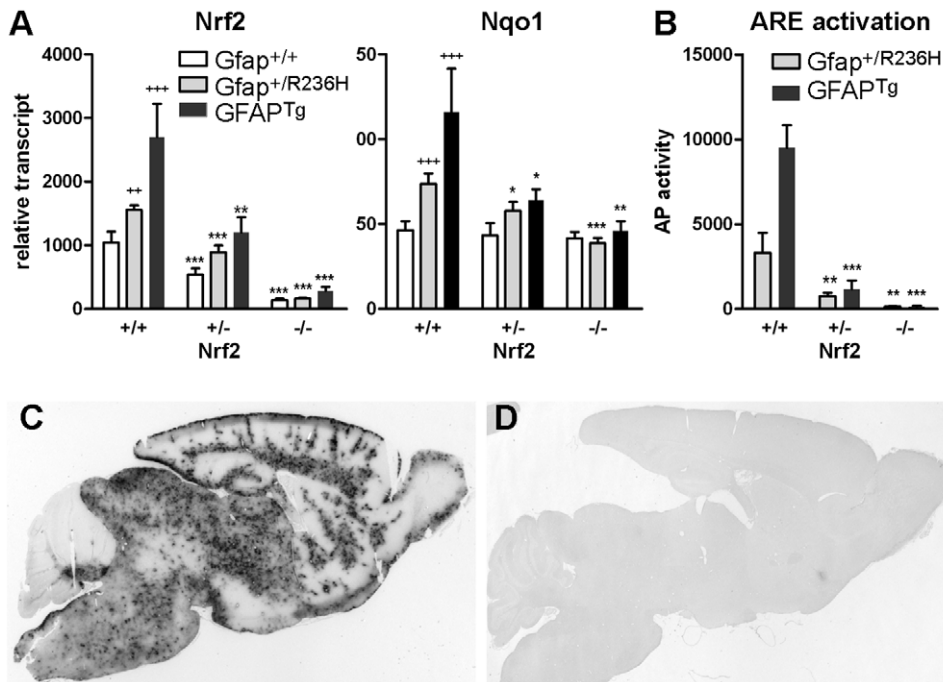 A
Nrf2
relative transcript
4000
3000
2000
1000
0
Gfap+/+
Gfap+/R236H
GFAPTg
++
+++
***
***
**
***
***
***
+/+
+/-
-/-
Nrf2
Nqo1
50
00
50
00
+++
+++
*
*
***
**
+/+
+/-
-/-
Nrf2
B
ARE activation
AP activity
15000
10000
5000
0
Gfap+/R236H
GFAPTg
**
***
**
***
+/+
+/-
-/-
Nrf2
C
D